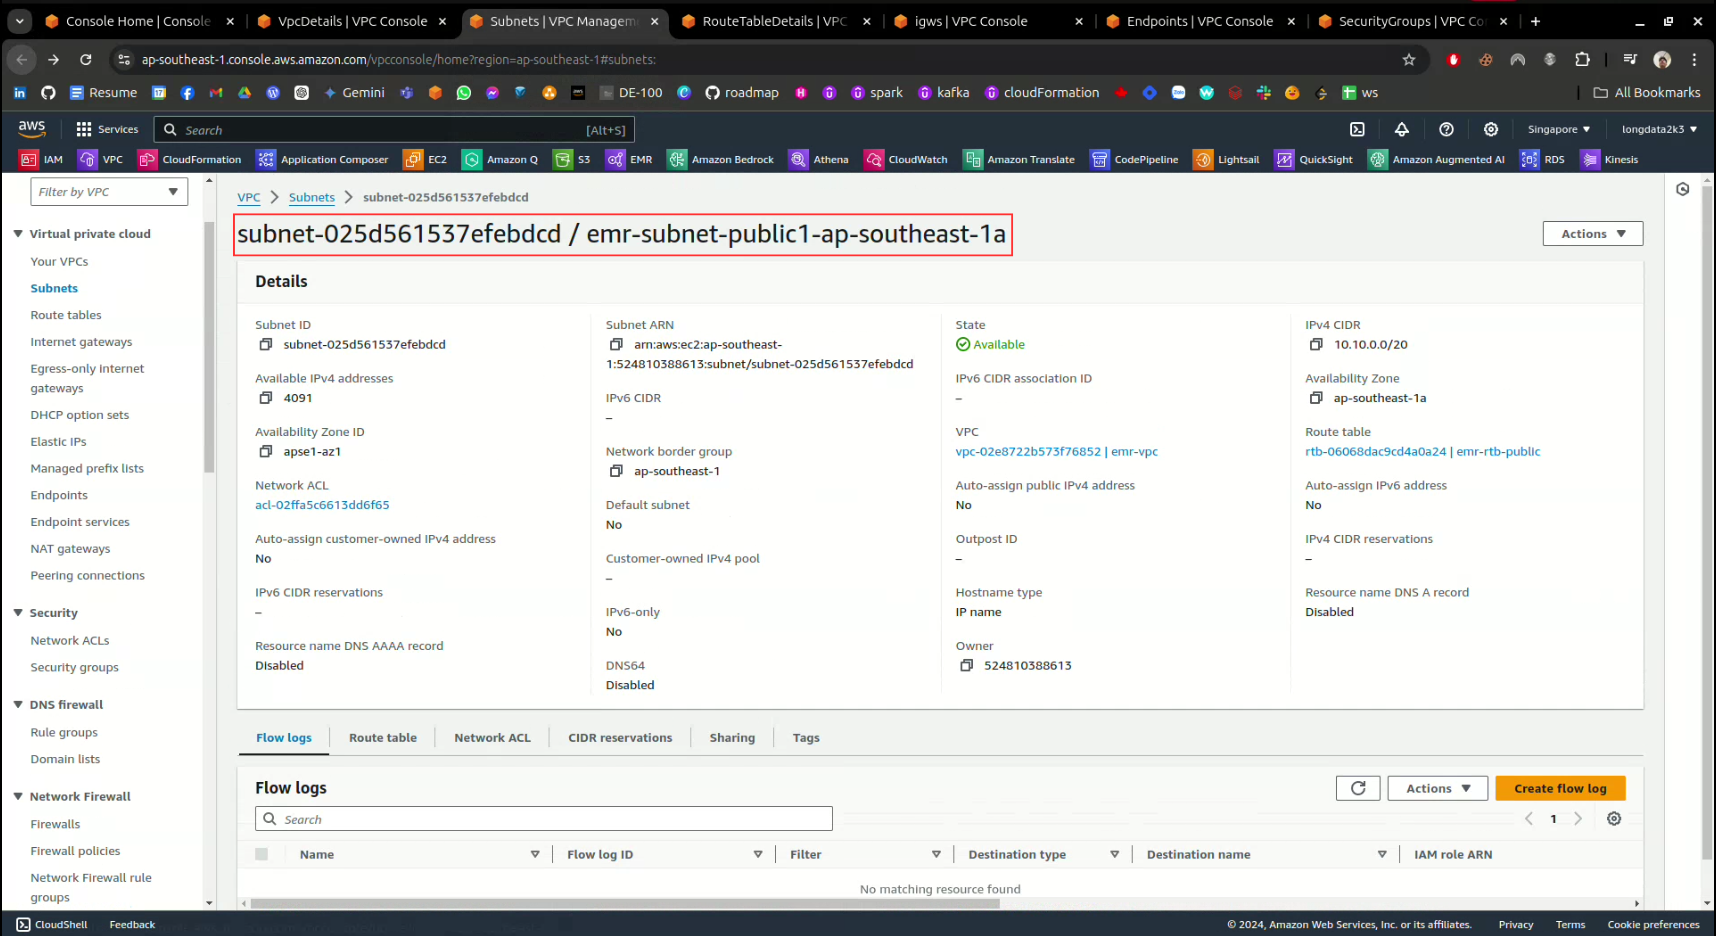 Console Home | Console
VpcDetails | VPC Console
Subnets | VPC Managem
RouteTableDetails | VPC
igws | VPC Console
Endpoints | VPC Console
SecurityGroups | VPC Co
ap-southeast-1.console.aws.amazon.com/vpcconsole/home?region=ap-southeast-1#subnets:
Resume
Gemini
DE-100
roadmap
spark
kafka
cloudFormation
ws
All Bookmarks
aws
Services
Search
[Alt+S]
Singapore
longdata2k3
IAM
VPC
CloudFormation
Application Composer
EC2
Amazon Q
S3
EMR
Amazon Bedrock
Athena
CloudWatch
Amazon Translate
CodePipeline
Lightsail
QuickSight
Amazon Augmented AI
RDS
Kinesis
Filter by VPC
Virtual private cloud
Your VPCs
Subnets
Route tables
Internet gateways
Egress-only Internet
gateways
DHCP option sets
Elastic IPs
Managed prefix lists
Endpoints
Endpoint services
NAT gateways
Peering connections
Security
Network ACLs
Security groups
DNS firewall
Rule groups
Domain lists
Network Firewall
Firewalls
Firewall policies
Network Firewall rule
groups
VPC
Subnets
subnet-025d561537efebdcd
subnet-025d561537efebdcd / emr-subnet-public1-ap-southeast-1a
Actions
Details
Subnet ID
subnet-025d561537efebdcd
Available IPv4 addresses
4091
Availability Zone ID
apse1-az1
Network ACL
acl-02ffa5c6613dd6f65
Auto-assign customer-owned IPv4 address
No
IPv6 CIDR reservations
–
Resource name DNS AAAA record
Disabled
Subnet ARN
arn:aws:ec2:ap-southeast-
1:524810388613:subnet/subnet-025d561537efebdcd
IPv6 CIDR
–
Network border group
ap-southeast-1
Default subnet
No
Customer-owned IPv4 pool
–
IPv6-only
No
DNS64
Disabled
State
Available
IPv6 CIDR association ID
–
VPC
vpc-02e8722b573f76852 | emr-vpc
Auto-assign public IPv4 address
No
Outpost ID
–
Hostname type
IP name
Owner
524810388613
IPv4 CIDR
10.10.0.0/20
Availability Zone
ap-southeast-1a
Route table
rtb-06068dac9cd4a0a24 | emr-rtb-public
Auto-assign IPv6 address
No
IPv4 CIDR reservations
–
Resource name DNS A record
Disabled
Flow logs
Route table
Network ACL
CIDR reservations
Sharing
Tags
Flow logs
Actions
Create flow log
Search
1
Name
Flow log ID
Filter
Destination type
Destination name
IAM role ARN
No matching resource found
CloudShell
Feedback
© 2024, Amazon Web Services, Inc. or its affiliates.
Privacy
Terms
Cookie preferences